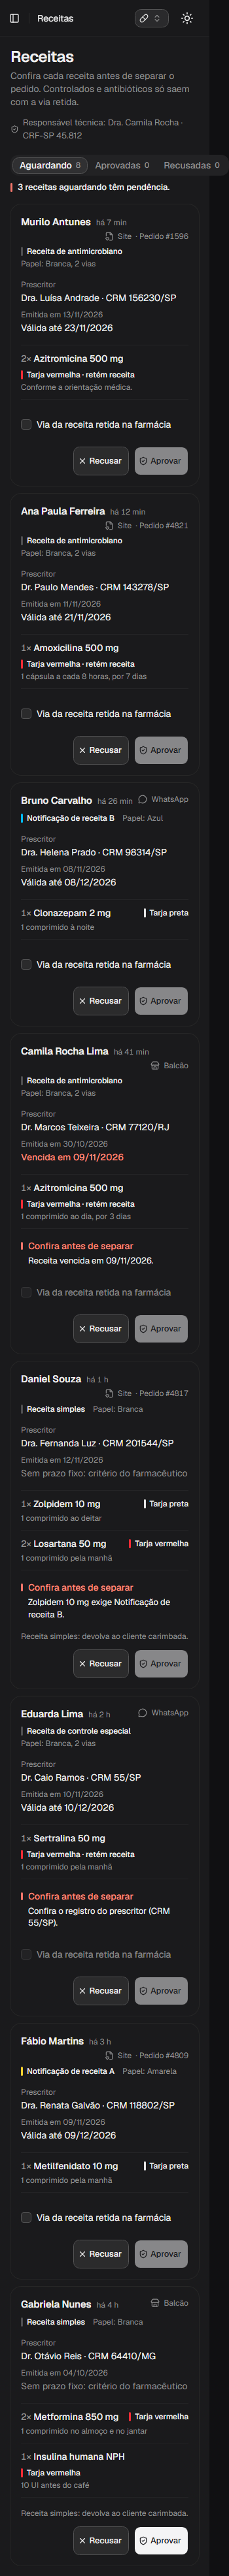 Receitas
Receitas
Confira cada receita antes de separar o
pedido. Controlados e antibióticos só saem
com a via retida.
Responsável técnica: Dra. Camila Rocha ·
CRF-SP 45.812
Aguardando 8 Aprovadas 0 Recusadas 0
3 receitas aguardando têm pendência.
Murilo Antunes há 7 min
Site · Pedido #1596
Receita de antimicrobiano
Papel: Branca, 2 vias
Prescritor
Dra. Luísa Andrade · CRM 156230/SP
Emitida em 13/11/2026
Válida até 23/11/2026
2× Azitromicina 500 mg
Tarja vermelha · retém receita
Conforme a orientação médica.
Via da receita retida na farmácia
Recusar Aprovar
Ana Paula Ferreira há 12 min
Site · Pedido #4821
Receita de antimicrobiano
Papel: Branca, 2 vias
Prescritor
Dr. Paulo Mendes · CRM 143278/SP
Emitida em 11/11/2026
Válida até 21/11/2026
1× Amoxicilina 500 mg
Tarja vermelha · retém receita
1 cápsula a cada 8 horas, por 7 dias
Via da receita retida na farmácia
Recusar Aprovar
Bruno Carvalho há 26 min WhatsApp
Notificação de receita B Papel: Azul
Prescritor
Dra. Helena Prado · CRM 98314/SP
Emitida em 08/11/2026
Válida até 08/12/2026
1× Clonazepam 2 mg Tarja preta
1 comprimido à noite
Via da receita retida na farmácia
Recusar Aprovar
Camila Rocha Lima há 41 min
Balcão
Receita de antimicrobiano
Papel: Branca, 2 vias
Prescritor
Dr. Marcos Teixeira · CRM 77120/RJ
Emitida em 30/10/2026
Vencida em 09/11/2026
1× Azitromicina 500 mg
Tarja vermelha · retém receita
1 comprimido ao dia, por 3 dias
Confira antes de separar
Receita vencida em 09/11/2026.
Via da receita retida na farmácia
Recusar Aprovar
Daniel Souza há 1 h
Site · Pedido #4817
Receita simples Papel: Branca
Prescritor
Dra. Fernanda Luz · CRM 201544/SP
Emitida em 12/11/2026
Sem prazo fixo: critério do farmacêutico
1× Zolpidem 10 mg Tarja preta
1 comprimido ao deitar
2× Losartana 50 mg Tarja vermelha
1 comprimido pela manhã
Confira antes de separar
Zolpidem 10 mg exige Notificação de
receita B.
Receita simples: devolva ao cliente carimbada.
Recusar Aprovar
Eduarda Lima há 2 h WhatsApp
Receita de controle especial
Papel: Branca, 2 vias
Prescritor
Dr. Caio Ramos · CRM 55/SP
Emitida em 10/11/2026
Válida até 10/12/2026
1× Sertralina 50 mg
Tarja vermelha · retém receita
1 comprimido pela manhã
Confira antes de separar
Confira o registro do prescritor (CRM
55/SP).
Via da receita retida na farmácia
Recusar Aprovar
Fábio Martins há 3 h
Site · Pedido #4809
Notificação de receita A Papel: Amarela
Prescritor
Dra. Renata Galvão · CRM 118802/SP
Emitida em 09/11/2026
Válida até 09/12/2026
1× Metilfenidato 10 mg Tarja preta
1 comprimido pela manhã
Via da receita retida na farmácia
Recusar Aprovar
Gabriela Nunes há 4 h Balcão
Receita simples Papel: Branca
Prescritor
Dr. Otávio Reis · CRM 64410/MG
Emitida em 04/10/2026
Sem prazo fixo: critério do farmacêutico
2× Metformina 850 mg Tarja vermelha
1 comprimido no almoço e no jantar
1× Insulina humana NPH
Tarja vermelha
10 UI antes do café
Receita simples: devolva ao cliente carimbada.
Recusar Aprovar